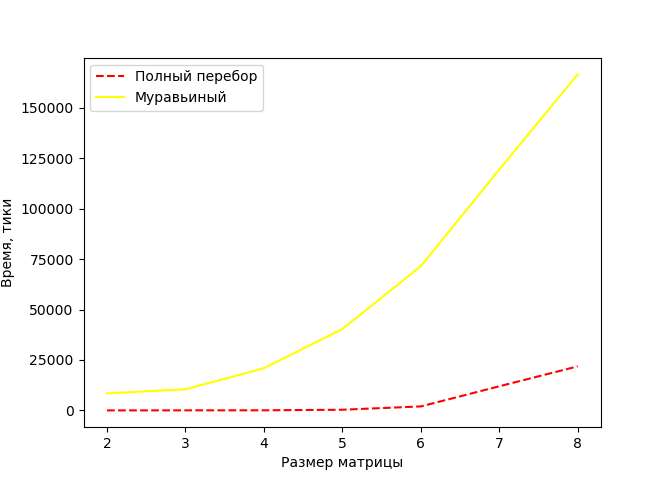 Полный перебор
Муравьиный
150000
125000
100000
75000
50000
25000
0
Время, тики
2 3 4 5 6 7 8
Размер матрицы